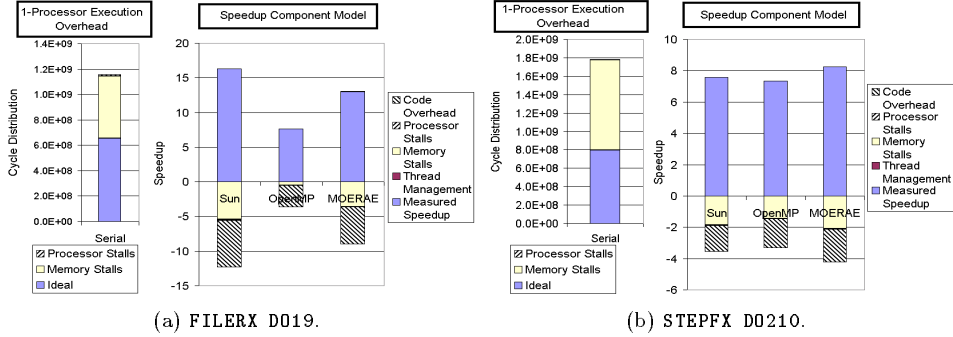 1-Processor Execution
Overhead
Speedup Component Model
Cycle Distribution
1.4E+09
1.2E+09
1.0E+09
8.0E+08
6.0E+08
4.0E+08
2.0E+08
0.0E+00
Serial
Processor Stalls
Memory Stalls
Ideal
Speedup
20
15
10
5
0
-5
-10
-15
Sun
OpenMP
MOERAE
Code
Overhead
Processor
Stalls
Memory
Stalls
Thread
Management
Measured
Speedup
(a) FILERX DO19.
1-Processor Execution
Overhead
Speedup Component Model
Cycle Distribution
2.0E+09
1.8E+09
1.6E+09
1.4E+09
1.2E+09
1.0E+09
8.0E+08
6.0E+08
4.0E+08
2.0E+08
0.0E+00
Serial
Processor Stalls
Memory Stalls
Ideal
Speedup
10
8
6
4
2
0
-2
-4
-6
Sun
OpenMP
MOERAE
Code
Overhead
Processor
Stalls
Memory
Stalls
Thread
Management
Measured
Speedup
(b) STEPFX DO210.